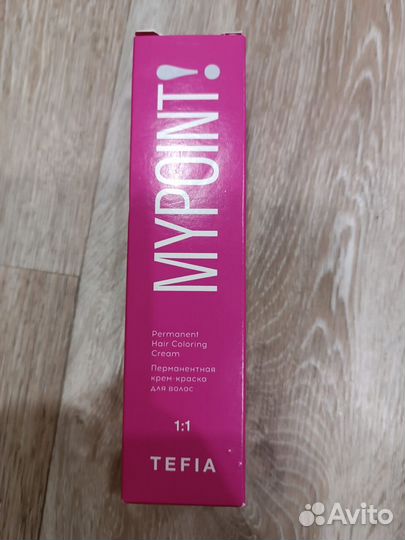 MYPOINT!
Permanent
Hair Coloring
Cream
Перманентная
крем-краска
для волос
1:1
TEFIA
Avito